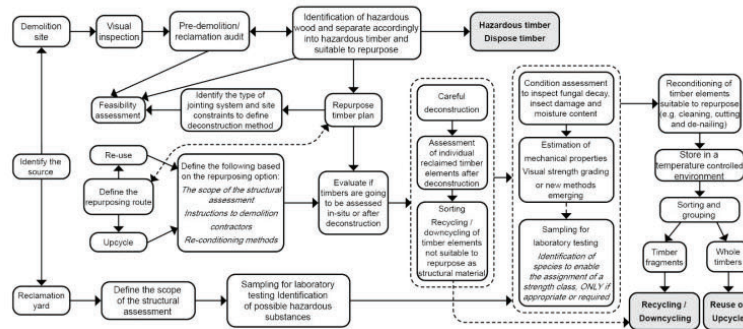 Demolition
site
Visual
inspection
Pre-demolition/
reclamation audit
Identification of hazardous
wood and separate accordingly
into hazardous timber and
suitable to repurpose
Hazardous timber
Dispose timber
Feasibility
assessment
Identify the type of
jointing system and site
constraints to define
deconstruction method
Repurpose
timber plan
Careful
deconstruction
Assessment of
individual
reclaimed timber
elements after
deconstruction
Sorting
Recycling /
downcycling of
timber elements
not suitable to
repurpose as
structural material
Condition assessment
to inspect fungal decay,
insect damage and
moisture content
Estimation of
mechanical properties
Visual strength grading
or new methods
emerging
Sampling for
laboratory testing
Identification of
species to enable
the assignment of a
strength class, ONLY if
appropriate or required
Reconditioning of
timber elements
suitable to repurpose
(e.g. cleaning, cutting
and de-nailing)
Store in a
temperature controlled
environment
Sorting and
grouping
Timber
fragments
Whole
timbers
Recycling /
Downcycling
Reuse or
Upcycle
Identify the
source
Re-use
Define the
repurposing route
Upcycle
Define the following based
on the repurposing option:
The scope of the structural
assessment
Instructions to demolition
contractors
Re-conditioning methods
Evaluate if
timbers are going
to be assessed
in-situ or after
deconstruction
Reclamation
yard
Define the scope
of the structural
assessment
Sampling for laboratory
testing Identification
of possible hazardous
substances